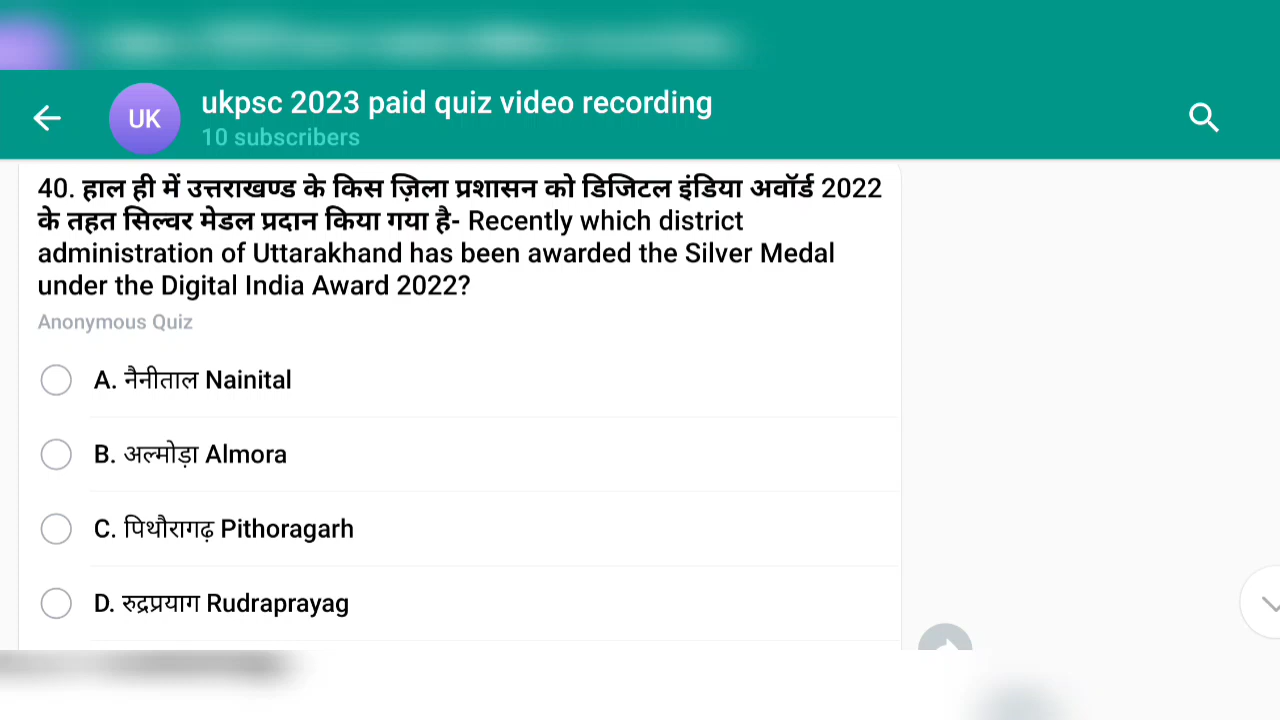 UK
ukpsc 2023 paid quiz video recording
10 subscribers
40. हाल ही में उत्तराखण्ड के किस ज़िला प्रशासन को डिजिटल इंडिया अवॉर्ड 2022
के तहत सिल्वर मेडल प्रदान किया गया है- Recently which district
administration of Uttarakhand has been awarded the Silver Medal
under the Digital India Award 2022?
Anonymous Quiz
A. नैनीताल Nainital
B. अल्मोड़ा Almora
C. पिथौरागढ़ Pithoragarh
D. रुद्रप्रयाग Rudraprayag